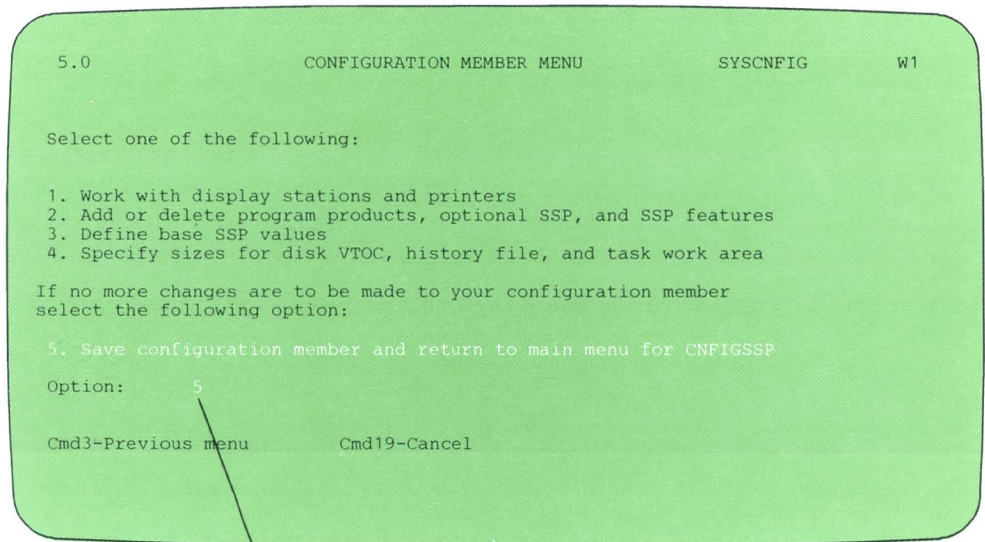 5.0 CONFIGURATION MEMBER MENU SYSCNFIG W1
Select one of the following:
1. Work with display stations and printers
2. Add or delete program products, optional SSP, and SSP features
3. Define base SSP values
4. Specify sizes for disk VTOC, history file, and task work area
If no more changes are to be made to your configuration member
select the following option:
5. Save configuration member and return to main menu for CNFIGSSP
Option: 5
Cmd3-Previous menu Cmd19-Cancel